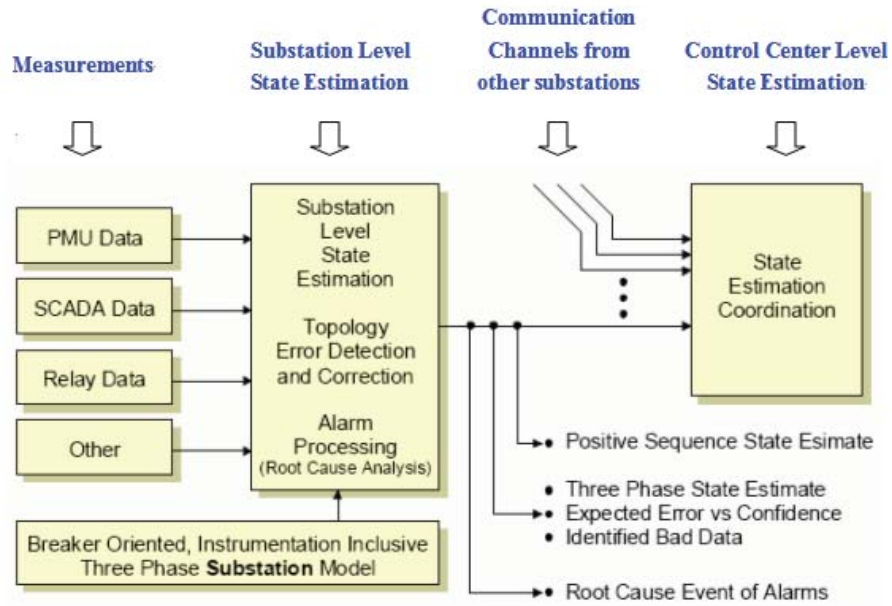 Measurements
Substation Level
State Estimation
Communication
Channels from
other substations
Control Center Level
State Estimation
PMU Data
SCADA Data
Relay Data
Other
Substation
Level
State
Estimation
Topology
Error Detection
and Correction
Alarm
Processing
(Root Cause Analysis)
Breaker Oriented, Instrumentation Inclusive
Three Phase Substation Model
State
Estimation
Coordination
• Positive Sequence State Esimate
• Three Phase State Estimate
• Expected Error vs Confidence
• Identified Bad Data
• Root Cause Event of Alarms